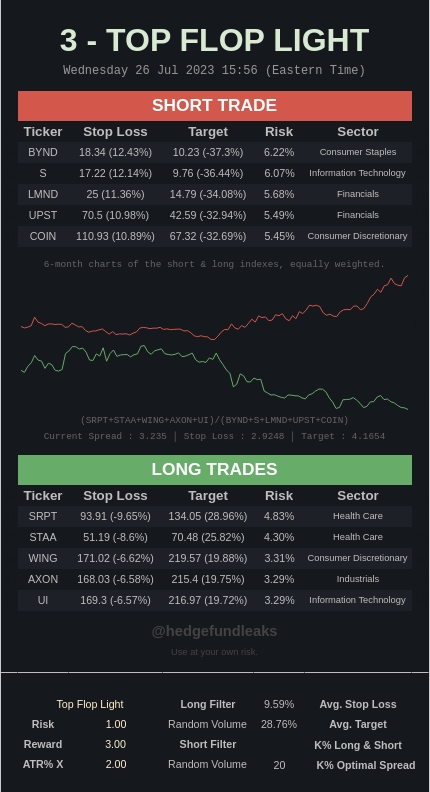 3 - TOP FLOP LIGHT
Wednesday 26 Jul 2023 15:56 (Eastern Time)
SHORT TRADE
Ticker Stop Loss Target Risk Sector
BYND 18.34 (12.43%) 10.23 (-37.3%) 6.22% Consumer Staples
S 17.22 (12.14%) 9.76 (-36.44%) 6.07% Information Technology
LMND 25 (11.36%) 14.79 (-34.08%) 5.68% Financials
UPST 70.5 (10.98%) 42.59 (-32.94%) 5.49% Financials
COIN 110.93 (10.89%) 67.32 (-32.69%) 5.45% Consumer Discretionary
6-month charts of the short & long indexes, equally weighted.
(SRPT+STAA+WING+AXON+UI)/(BYND+S+LMND+UPST+COIN)
Current Spread : 3.235 | Stop Loss : 2.9248 | Target : 4.1654
LONG TRADES
Ticker Stop Loss Target Risk Sector
SRPT 93.91 (-9.65%) 134.05 (28.96%) 4.83% Health Care
STAA 51.19 (-8.6%) 70.48 (25.82%) 4.30% Health Care
WING 171.02 (-6.62%) 219.57 (19.88%) 3.31% Consumer Discretionary
AXON 168.03 (-6.58%) 215.4 (19.75%) 3.29% Industrials
UI 169.3 (-6.57%) 216.97 (19.72%) 3.29% Information Technology
@hedgefundleaks
Use at your own risk.
Top Flop Light Long Filter 9.59% Avg. Stop Loss
Risk 1.00 Random Volume 28.76% Avg. Target
Reward 3.00 Short Filter K% Long & Short
ATR% X 2.00 Random Volume 20 K% Optimal Spread